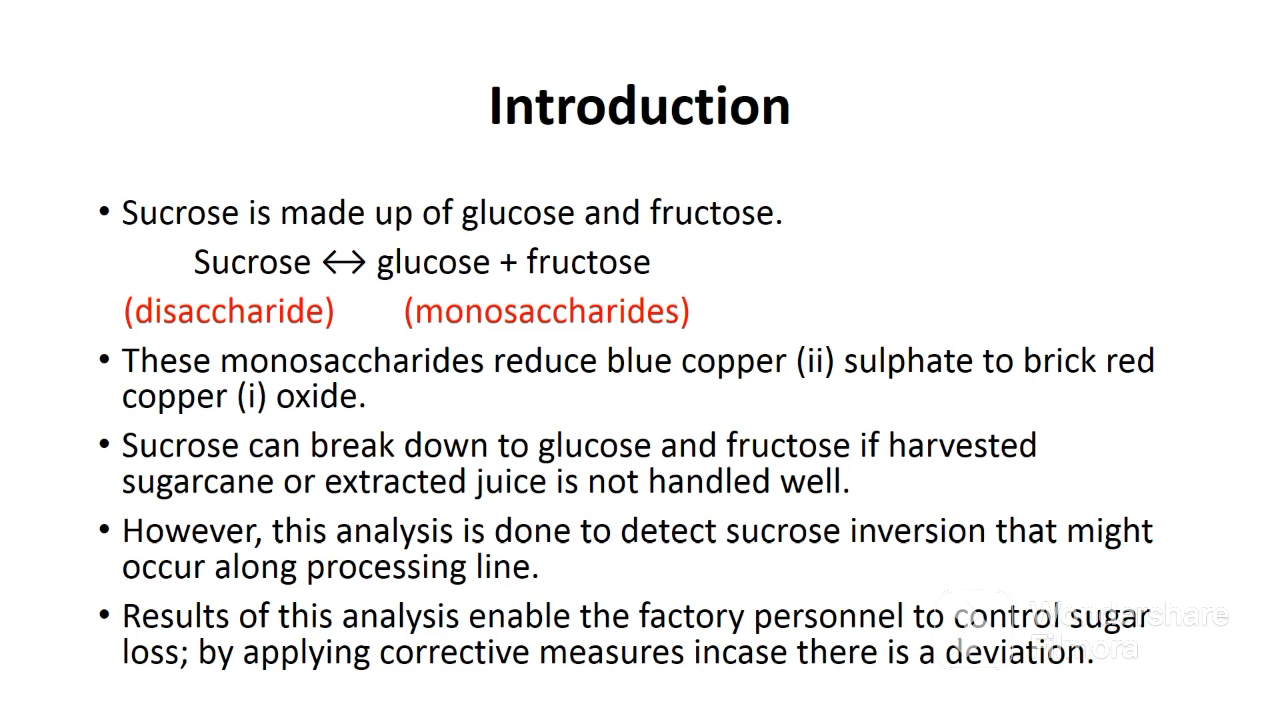 Introduction
• Sucrose is made up of glucose and fructose.
Sucrose ↔ glucose + fructose
(disaccharide) (monosaccharides)
• These monosaccharides reduce blue copper (ii) sulphate to brick red
copper (i) oxide.
• Sucrose can break down to glucose and fructose if harvested
sugarcane or extracted juice is not handled well.
• However, this analysis is done to detect sucrose inversion that might
occur along processing line.
• Results of this analysis enable the factory personnel to control sugar
loss; by applying corrective measures incase there is a deviation.
Wondershare
Filmora